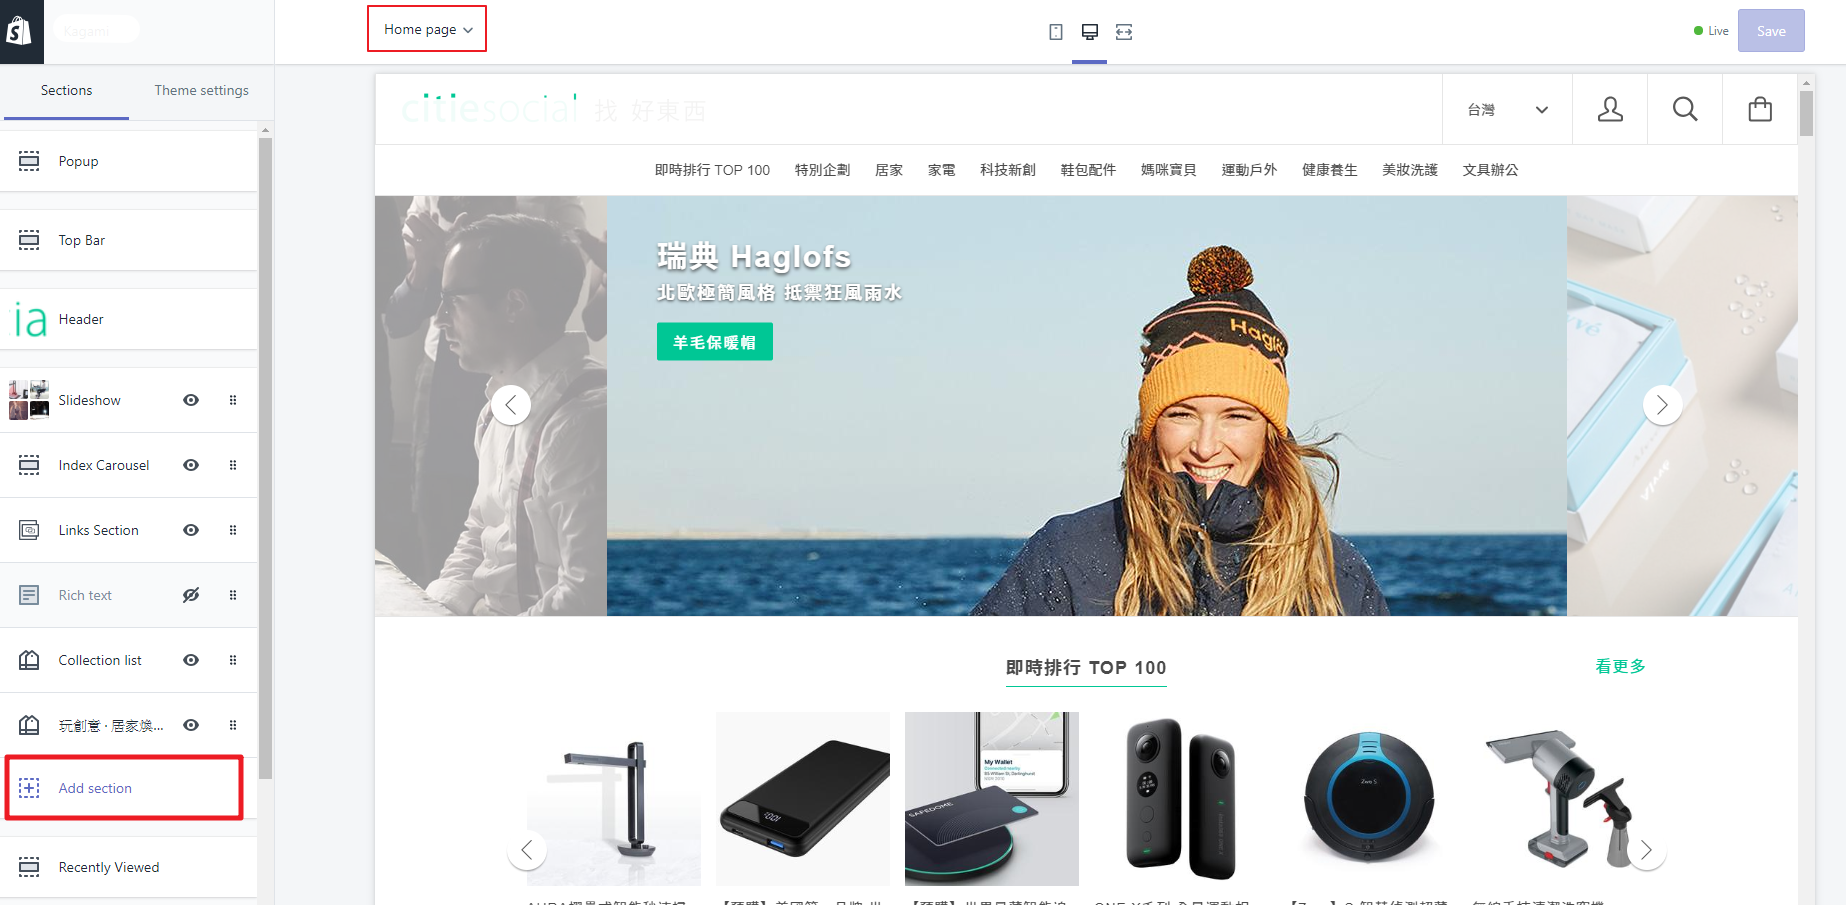 Kagami
Home page
Live
Save
Sections
Theme settings
Popup
Top Bar
ia
Header
Slideshow
Index Carousel
Links Section
Rich text
Collection list
玩創意 · 居家煥...
Add section
Recently Viewed
citiesocial 找 好東西
台灣
即時排行 TOP 100 特別企劃 居家 家電 科技新創 鞋包配件 媽咪寶貝 運動戶外 健康養生 美妝洗護 文具辦公
瑞典 Haglofs
北歐極簡風格 抵禦狂風雨水
羊毛保暖帽
即時排行 TOP 100
看更多
My Wallet
SAFEDOME